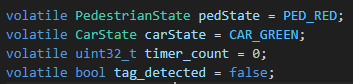 volatile PedestrianState pedState = PED_RED;
volatile CarState carState = CAR_GREEN;
volatile uint32_t timer_count = 0;
volatile bool tag_detected = false;